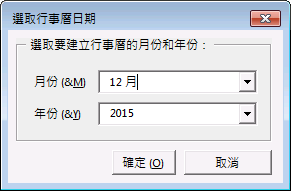 選取行事曆日期
選取要建立行事曆的月份和年份：
月份 (&M) 12 月
年份 (&Y) 2015
確定 (O) 取消